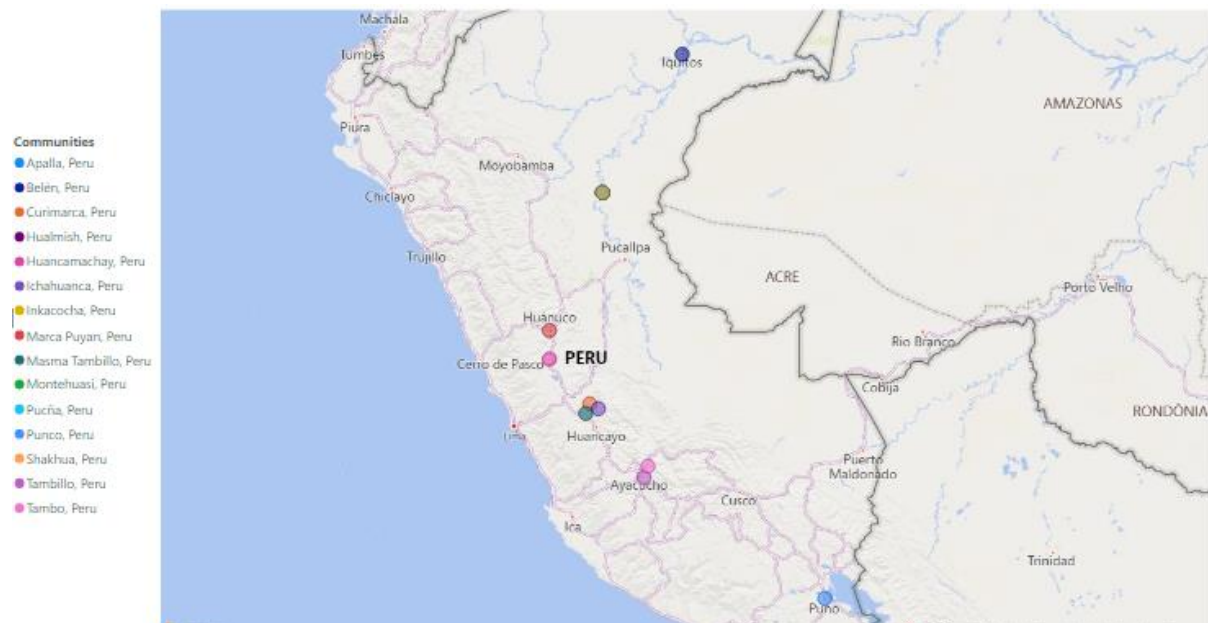 Communities
Apalla, Peru
Belén, Peru
Curimarca, Peru
Hualmish, Peru
Huancamachay, Peru
Ichahuanca, Peru
Inkacocha, Peru
Marca Puyan, Peru
Masma Tambillo, Peru
Montehuasi, Peru
Pucña, Peru
Punco, Peru
Shakhua, Peru
Tambillo, Peru
Tambo, Peru
Machala
Tumbes
Iquitos
AMAZONAS
Piura
Moyobamba
Chiclayo
Pucallpa
Trujillo
ACRE
Porto Velho
Huánuco
Rio Branco
Cerro de Pasco
PERU
Cobija
RONDÔNIA
Lima
Huancayo
Puerto
Maldonado
Ayacucho
Cusco
Ica
Trinidad
Puno